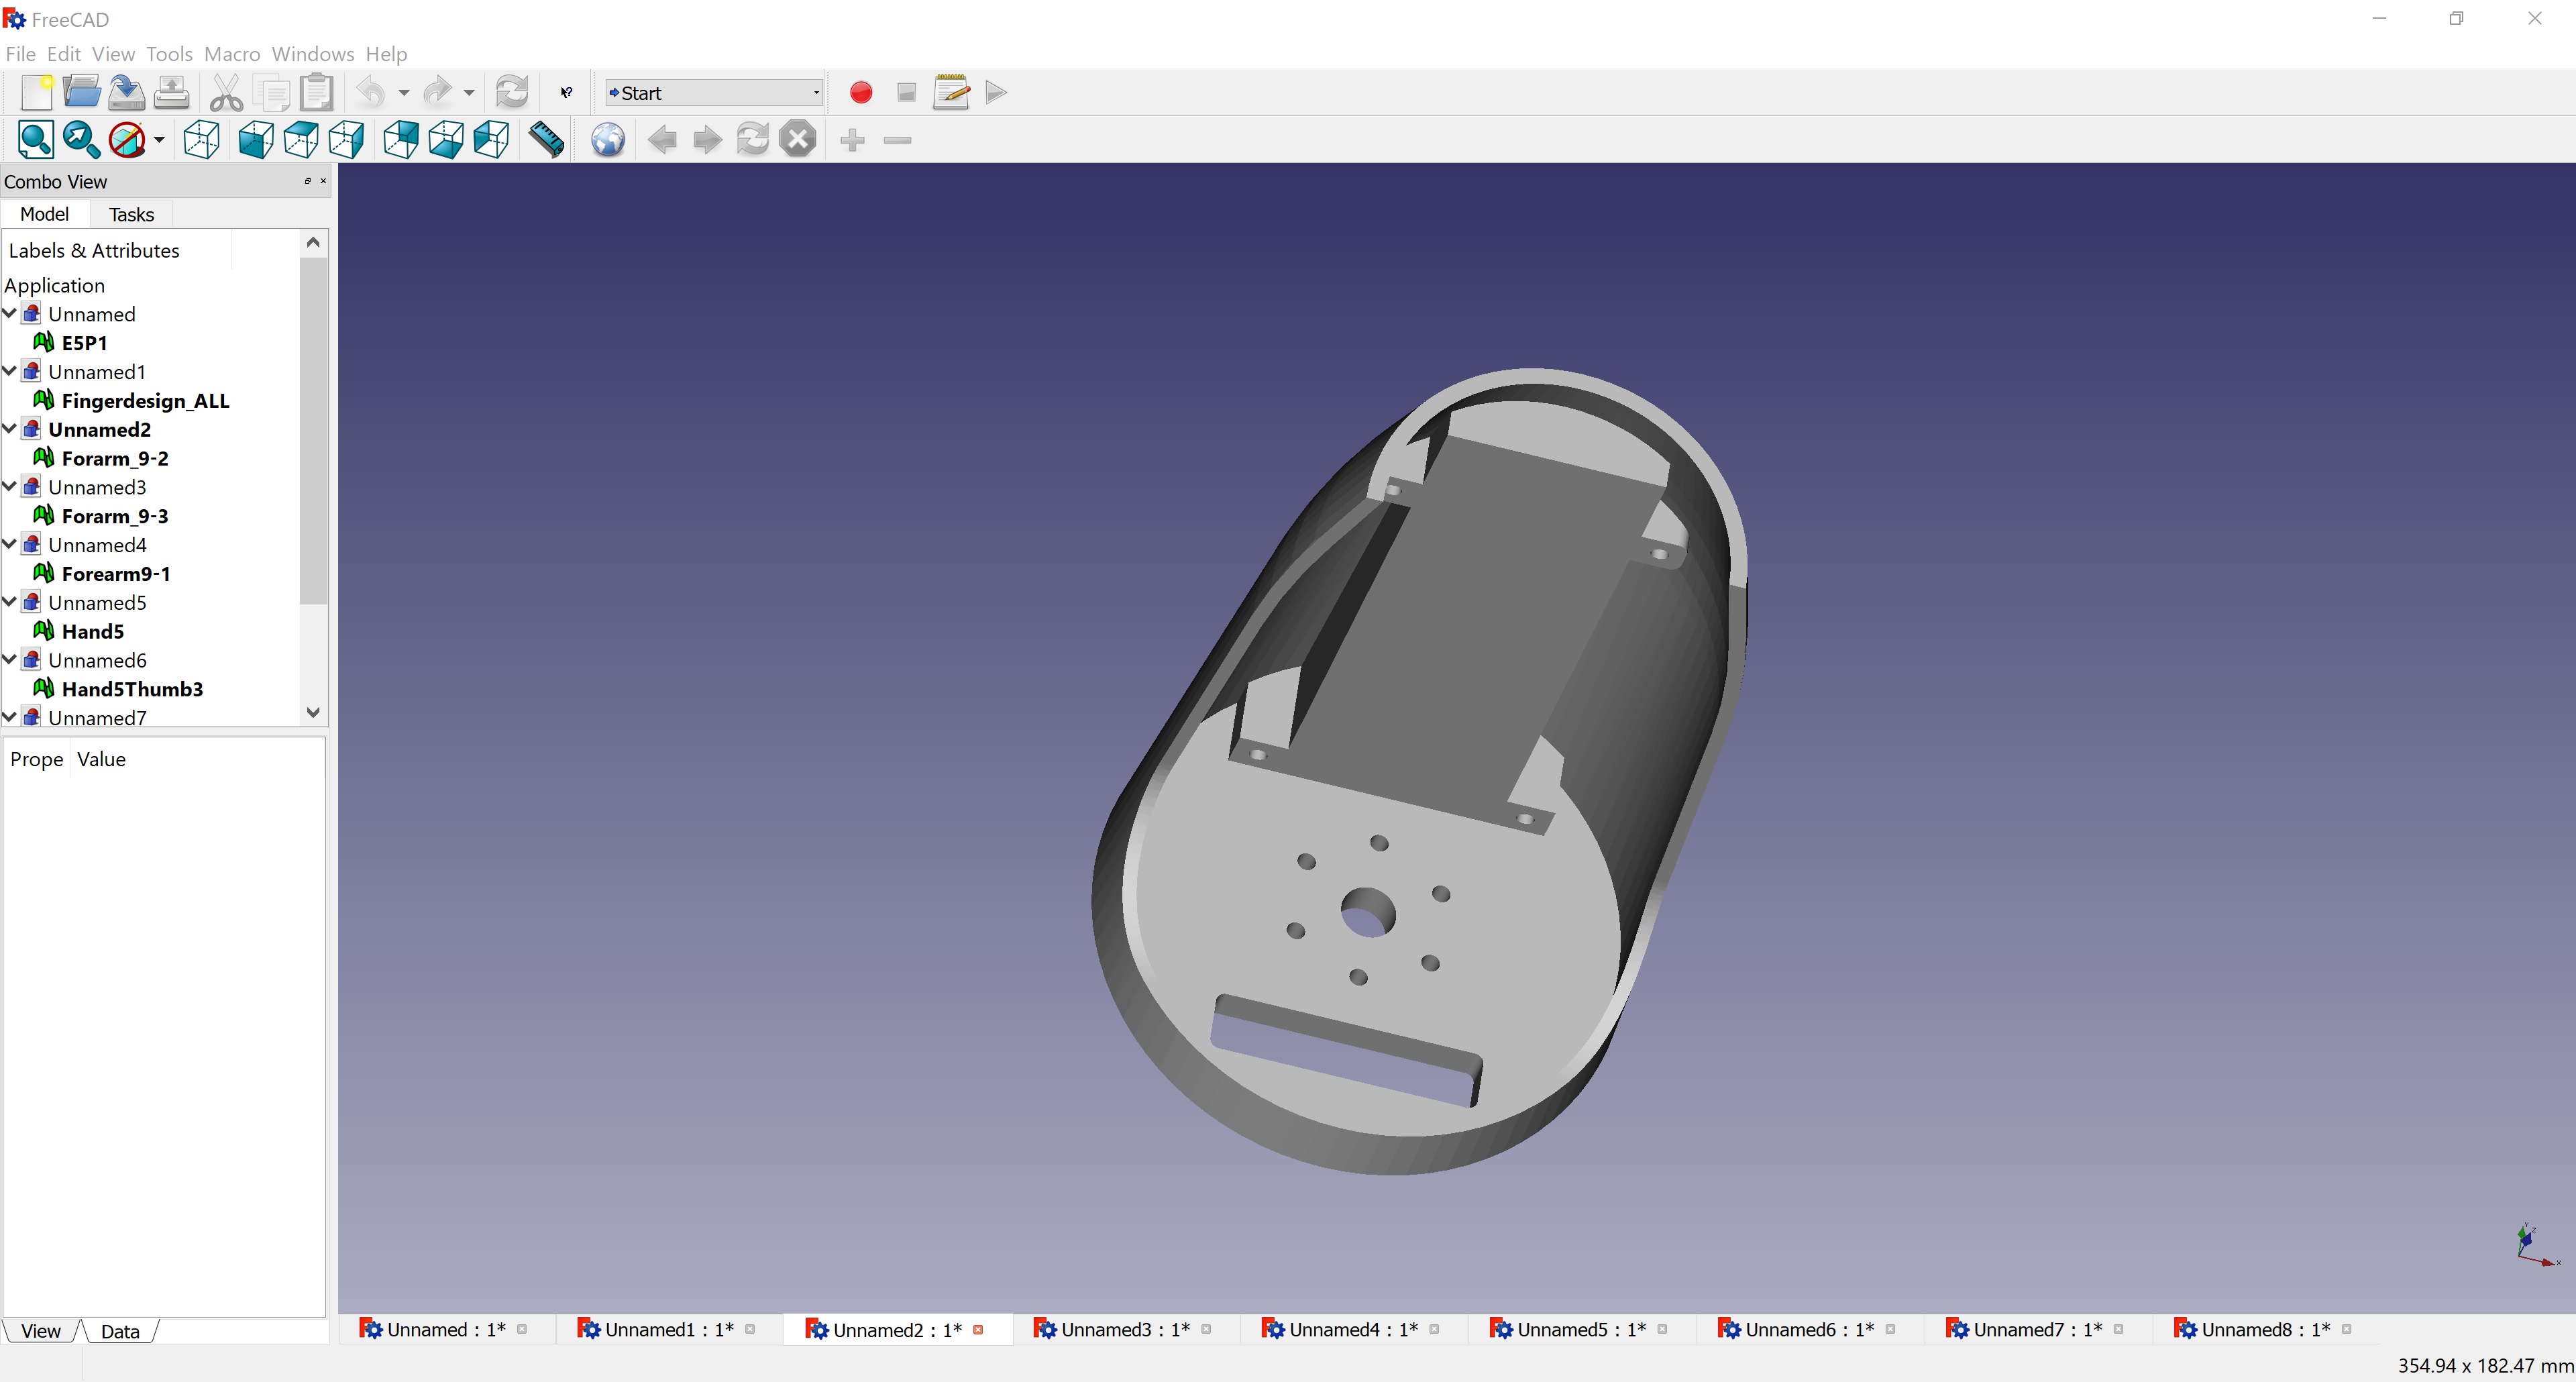 FreeCAD
File Edit View Tools Macro Windows Help
Start
Combo View
Model Tasks
Labels & Attributes
Application
Unnamed
E5P1
Unnamed1
Fingerdesign_ALL
Unnamed2
Forarm_9-2
Unnamed3
Forarm_9-3
Unnamed4
Forearm9-1
Unnamed5
Hand5
Unnamed6
Hand5Thumb3
Unnamed7
Prope Value
Y
Z
X
View Data
Unnamed : 1* Unnamed1 : 1* Unnamed2 : 1* Unnamed3 : 1* Unnamed4 : 1* Unnamed5 : 1* Unnamed6 : 1* Unnamed7 : 1* Unnamed8 : 1*
354.94 x 182.47 mm